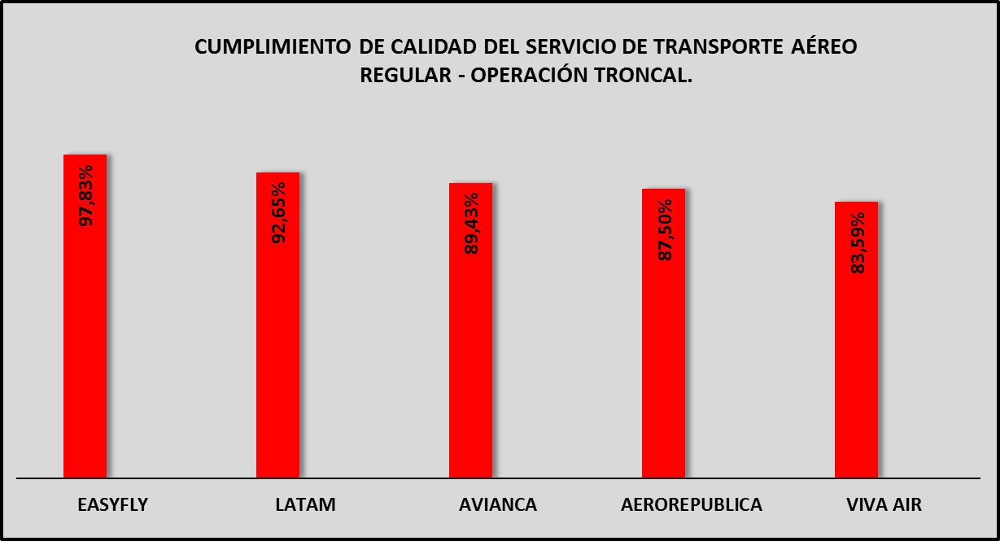 CUMPLIMIENTO DE CALIDAD DEL SERVICIO DE TRANSPORTE AÉREO
REGULAR - OPERACIÓN TRONCAL.
97,83%
92,65%
89,43%
87,50%
83,59%
EASYFLY
LATAM
AVIANCA
AEROREPUBLICA
VIVA AIR